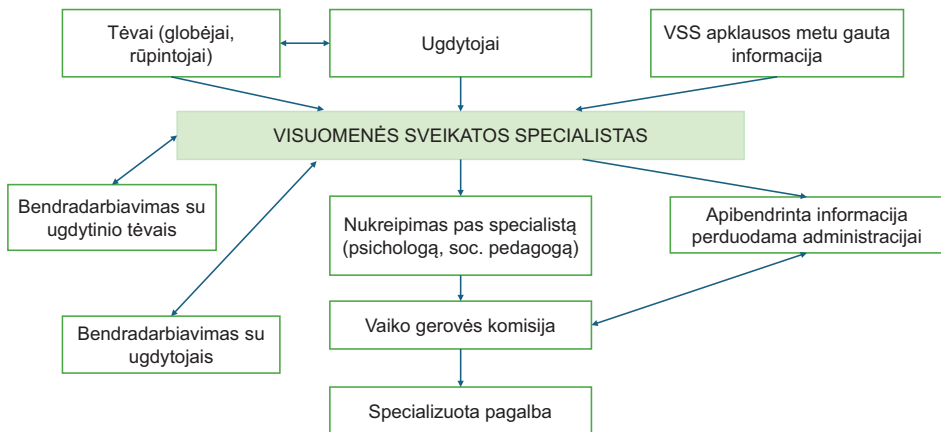 Tėvai (globėjai,
rūpintojai)
Ugdytojai
VSS apklausos metu gauta
informacija
VISUOMENĖS SVEIKATOS SPECIALISTAS
Bendradarbiavimas su
ugdytinio tėvais
Nukreipimas pas specialistą
(psichologą, soc. pedagogą)
Apibendrinta informacija
perduodama administracijai
Bendradarbiavimas su
ugdytojais
Vaiko gerovės komisija
Specializuota pagalba